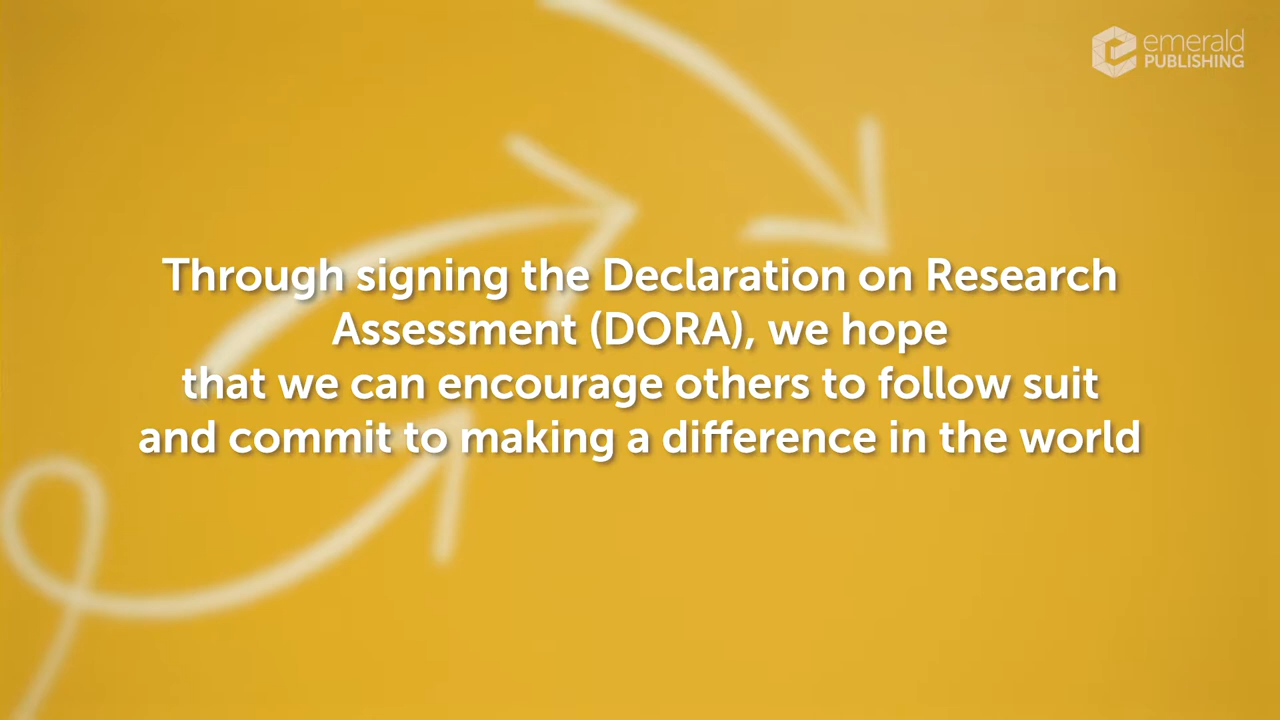 emerald
PUBLISHING
Through signing the Declaration on Research
Assessment (DORA), we hope
that we can encourage others to follow suit
and commit to making a difference in the world